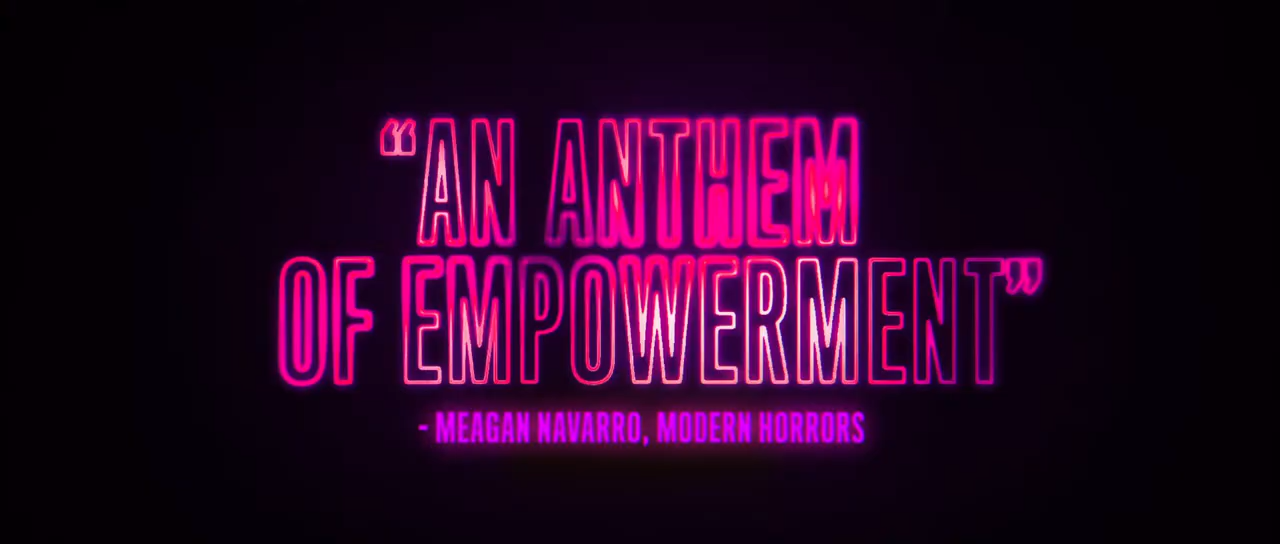 “AN ANTHEM
OF EMPOWERMENT”
- MEAGAN NAVARRO, MODERN HORRORS